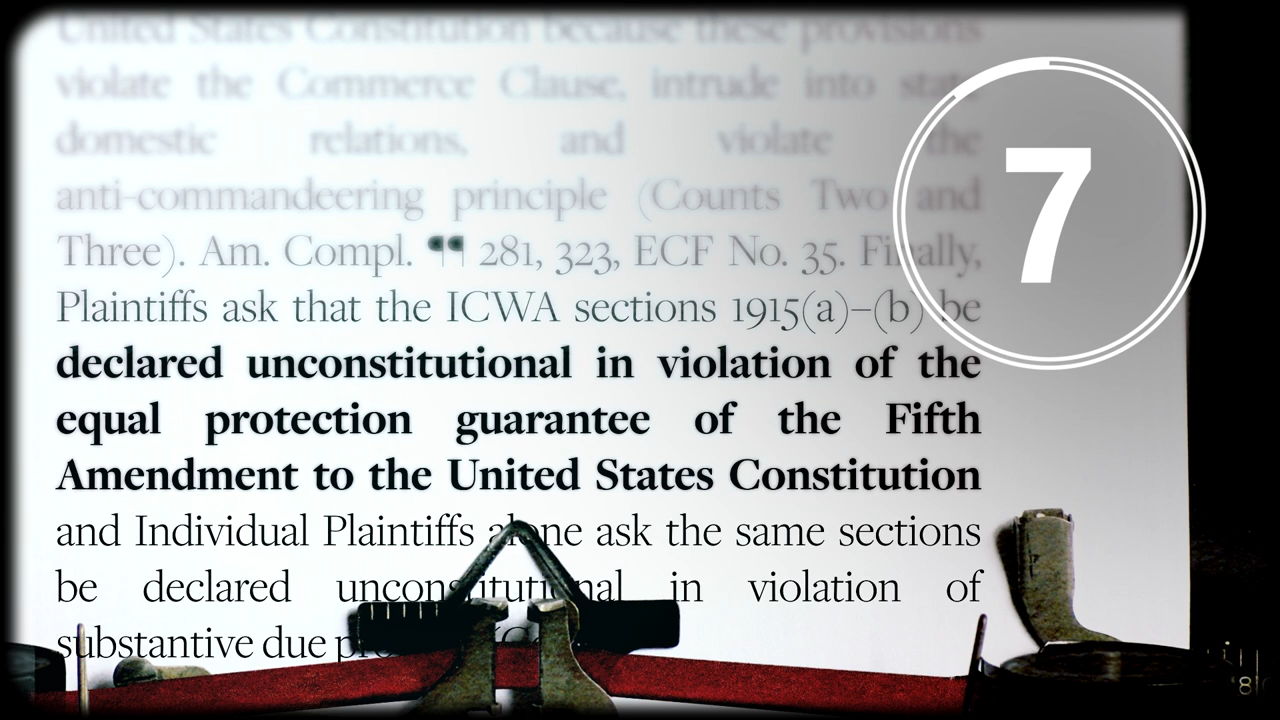 United States Constitution because these provisions
violate the Commerce Clause, intrude into state
domestic relations, and violate the
anti-commandeering principle (Counts Two and
Three). Am. Compl. ¶¶ 281, 323, ECF No. 35. Finally,
Plaintiffs ask that the ICWA sections 1915(a)–(b) be
declared unconstitutional in violation of the
equal protection guarantee of the Fifth
Amendment to the United States Constitution
and Individual Plaintiffs alone ask the same sections
be declared unconstitutional in violation of
substantive due
7
8